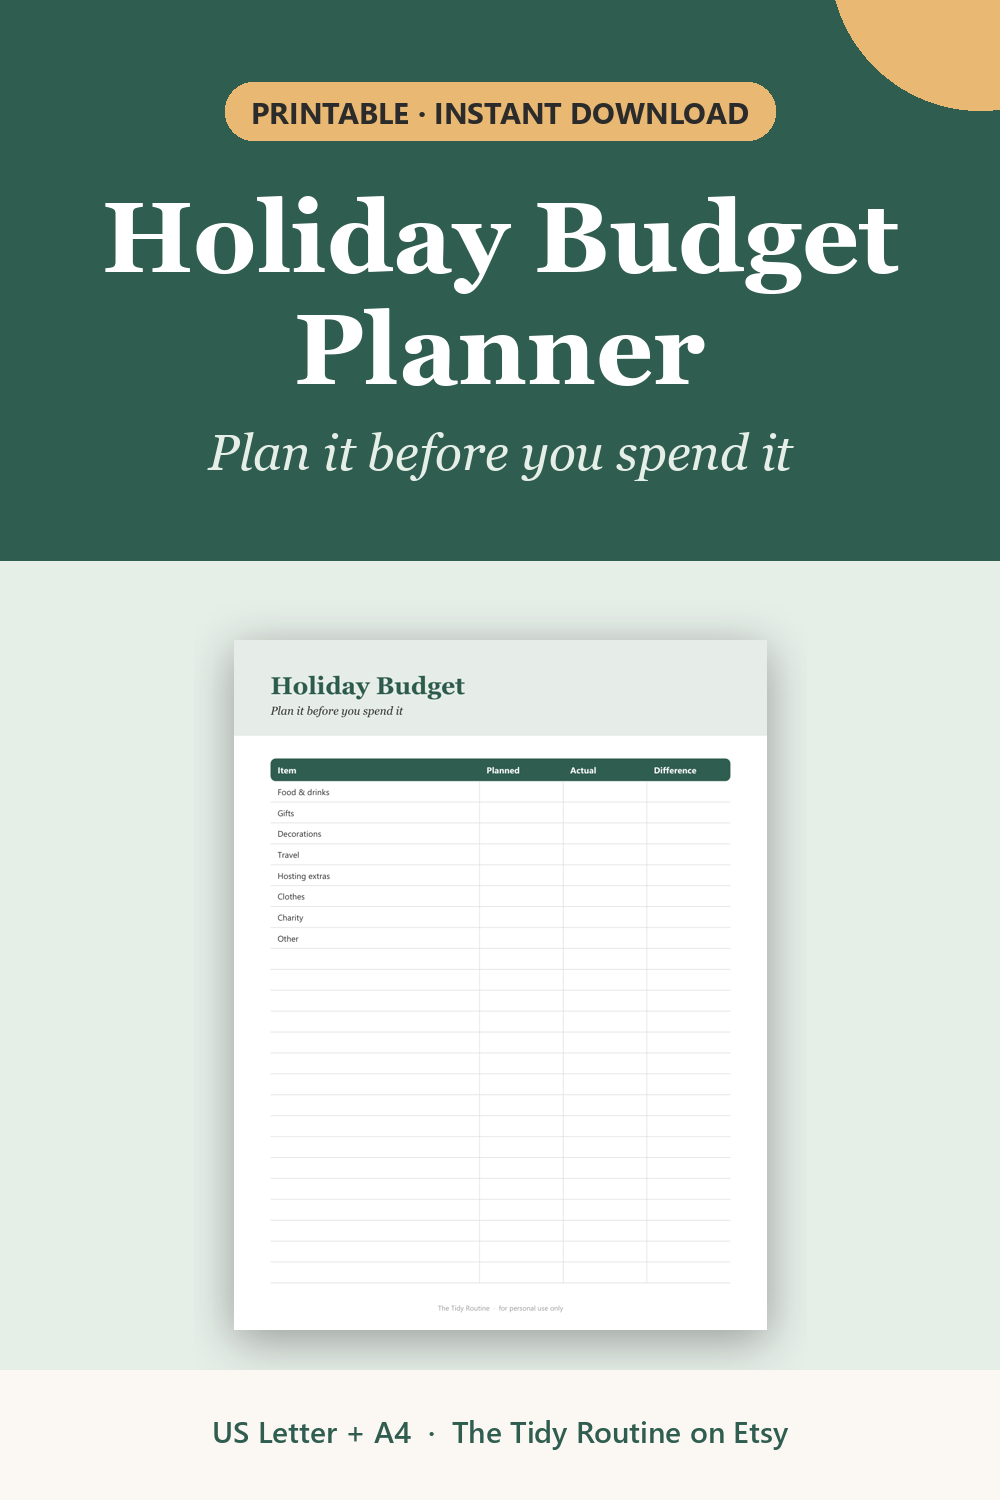 PRINTABLE · INSTANT DOWNLOAD
Holiday Budget
Planner
Plan it before you spend it
Holiday Budget
Plan it before you spend it
Item Planned Actual Difference
Food & drinks
Gifts
Decorations
Travel
Hosting extras
Clothes
Charity
Other
The Tidy Routine · for personal use only
US Letter + A4 · The Tidy Routine on Etsy